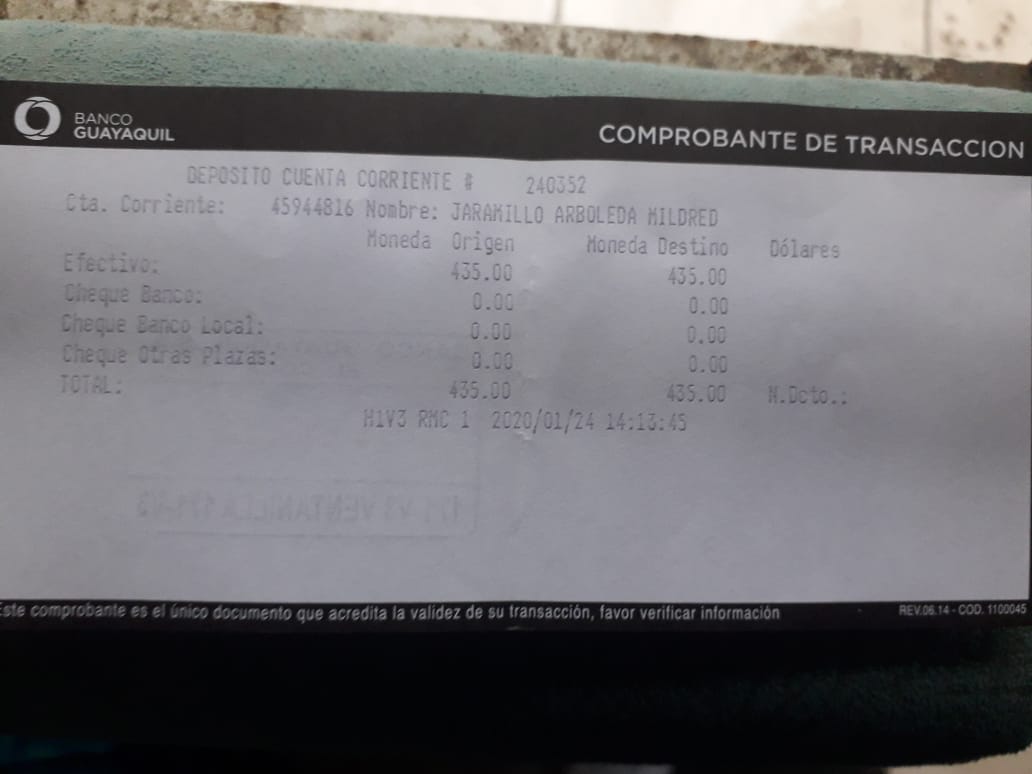 BANCO
GUAYAQUIL
COMPROBANTE DE TRANSACCION
DEPOSITO CUENTA CORRIENTE # 240352
Cta. Corriente: 45944816 Nombre: JARAMILLO ARBOLEDA MILDRED
Moneda Origen Moneda Destino Dólares
Efectivo: 435.00 435.00
Cheque Banco: 0.00 0.00
Cheque Banco Local: 0.00 0.00
Cheque Otras Plazas: 0.00 0.00
TOTAL: 435.00 435.00 N.Dcto.:
H1V3 RMC 1 2020/01/24 14:13:45
Este comprobante es el único documento que acredita la validez de su transacción, favor verificar información
REV.06.14 - COD. 1100045